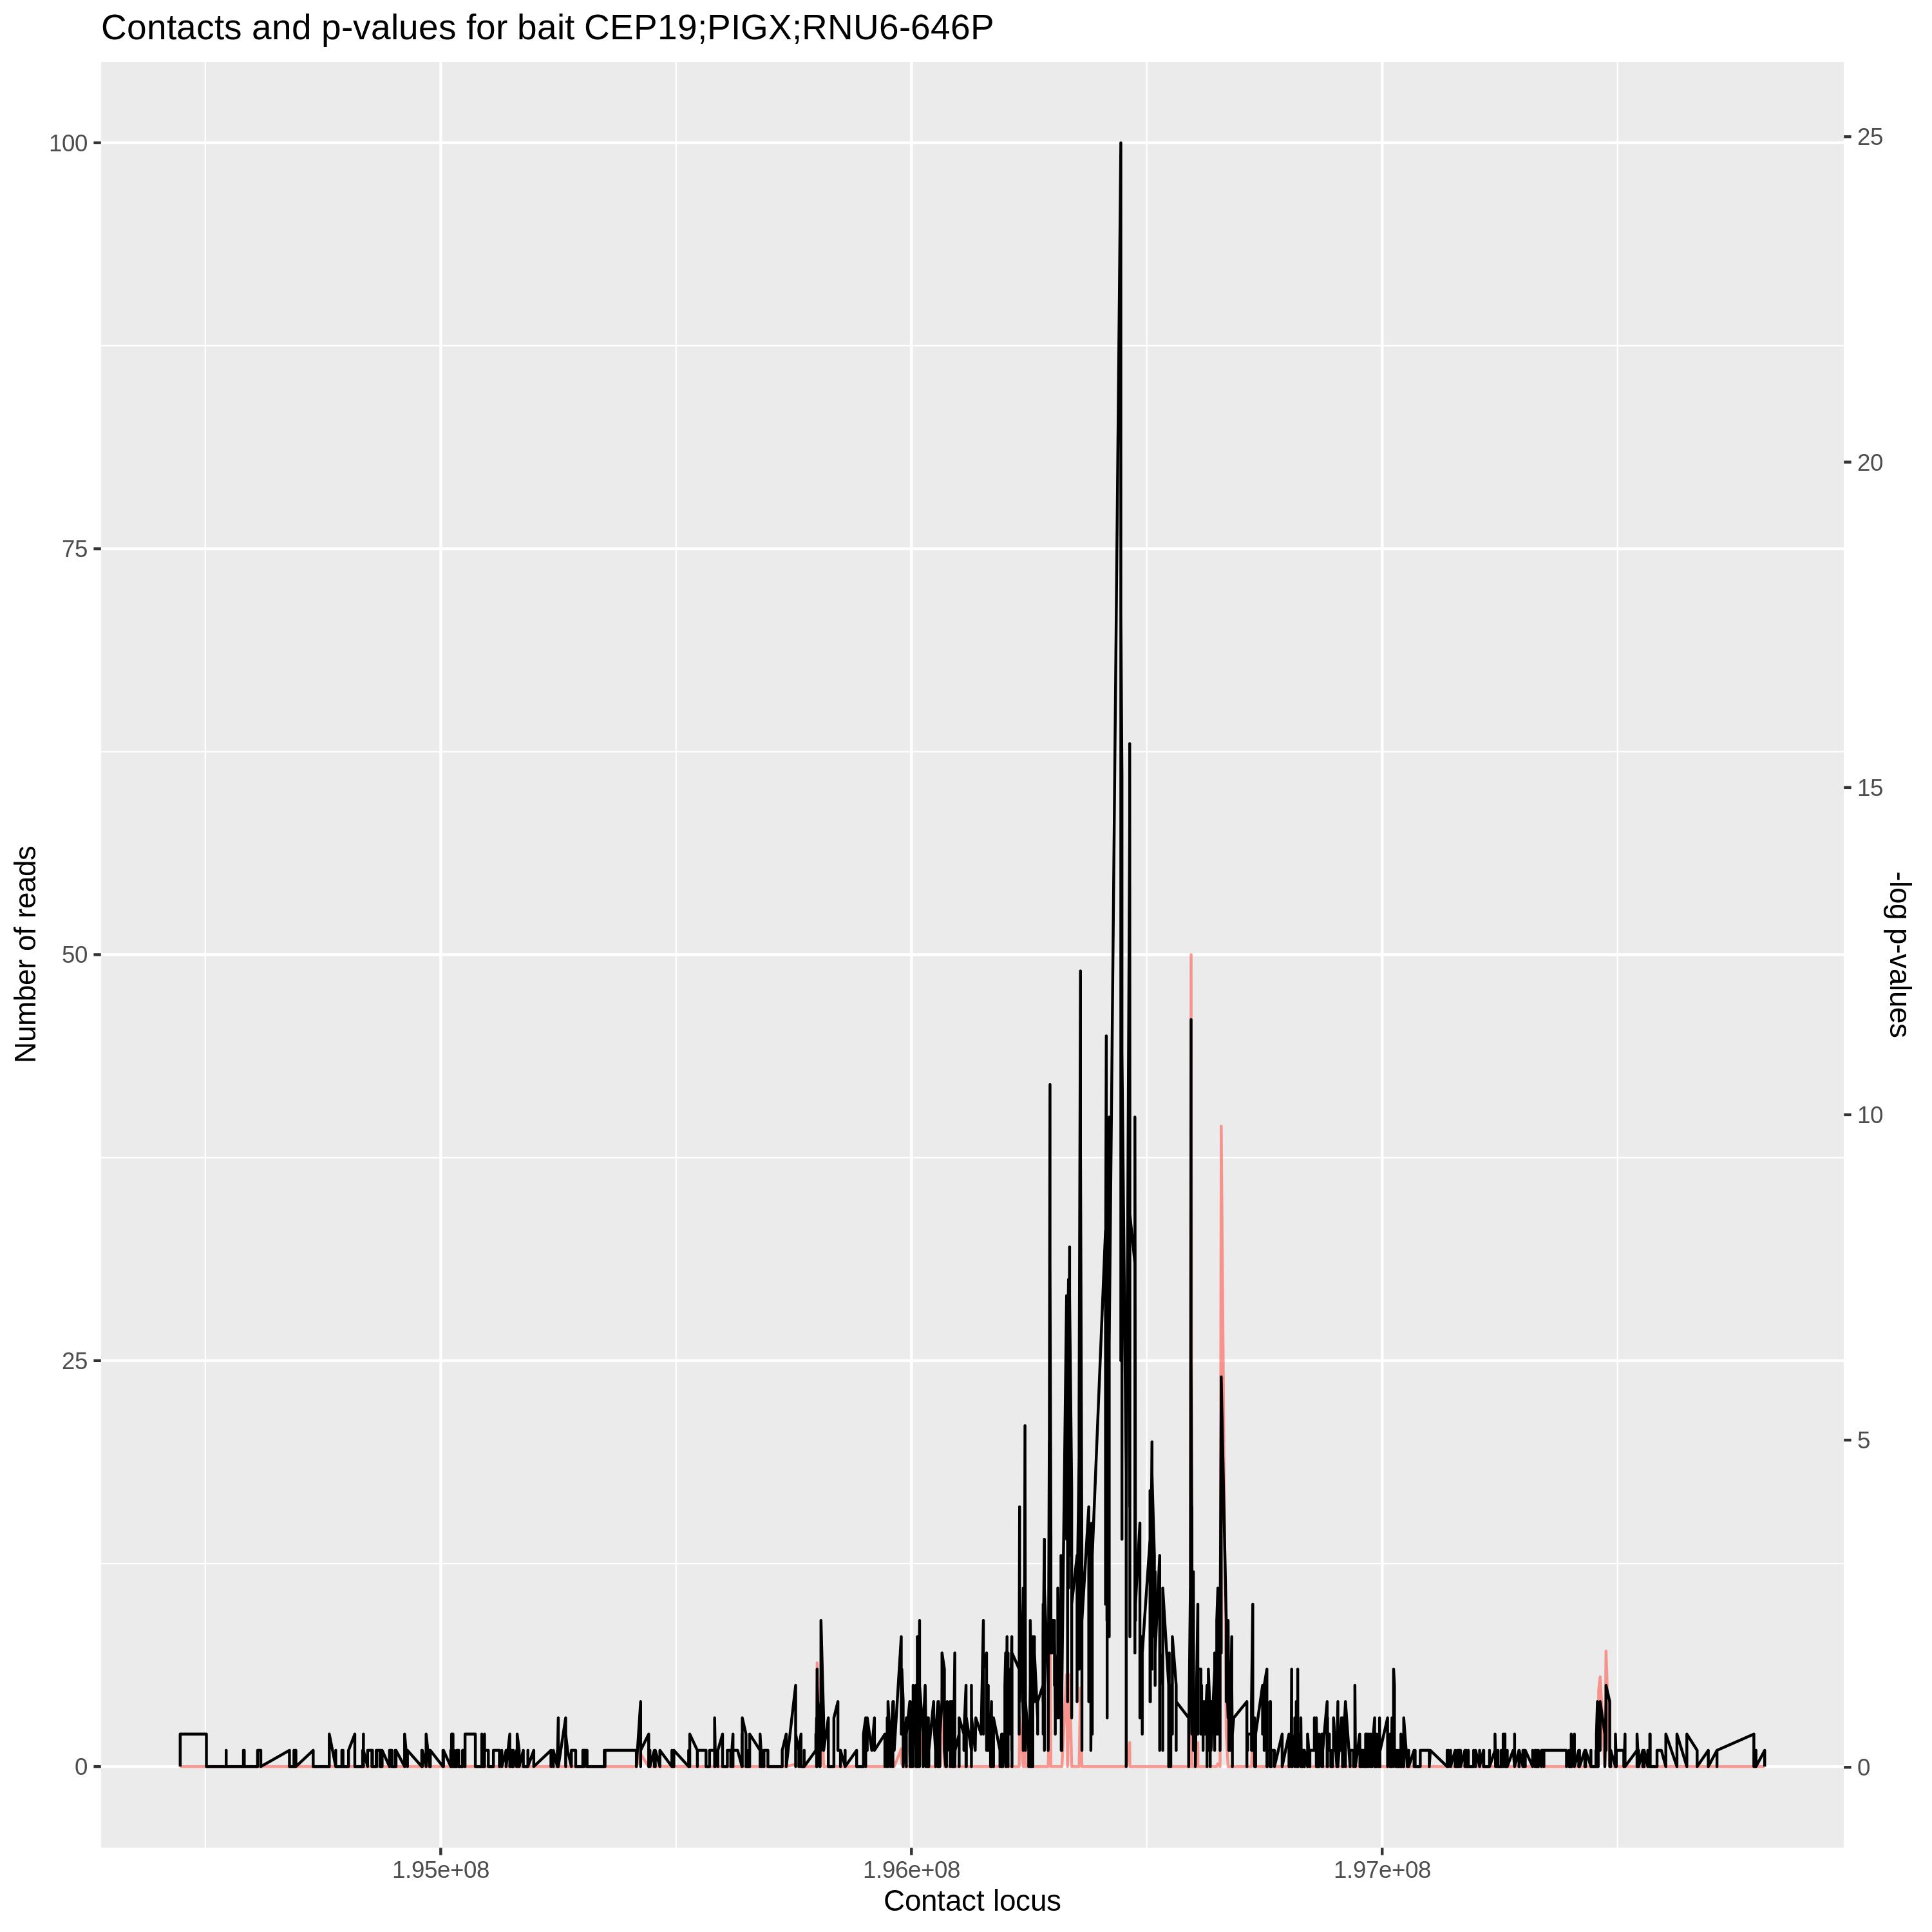 Contacts and p-values for bait CEP19;PIGX;RNU6-646P
100
75
50
25
0
Number of reads
25
20
15
10
5
0
-log p-values
1.95e+08
1.96e+08
1.97e+08
Contact locus